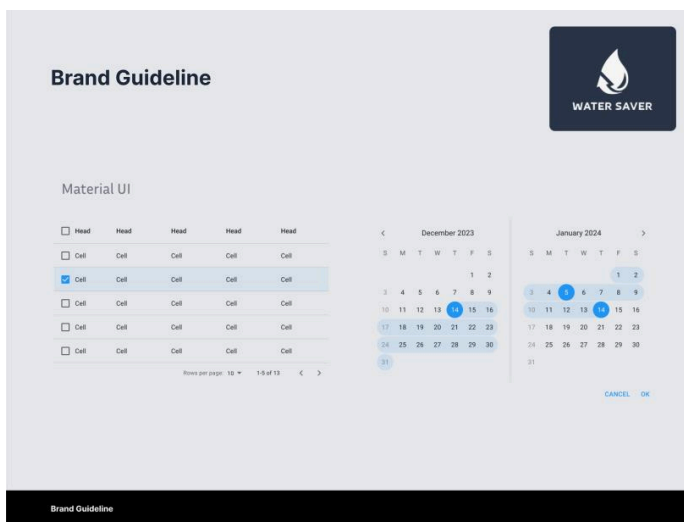 Brand Guideline
WATER SAVER
Material UI
Head Head Head Head Head
Cell Cell Cell Cell Cell
Cell Cell Cell Cell Cell
Cell Cell Cell Cell Cell
Cell Cell Cell Cell Cell
Cell Cell Cell Cell Cell
Rows per page: 10 1-5 of 13
December 2023
S M T W T F S
1 2
3 4 5 6 7 8 9
10 11 12 13 14 15 16
17 18 19 20 21 22 23
24 25 26 27 28 29 30
31
January 2024
S M T W T F S
1 2
3 4 5 6 7 8 9
10 11 12 13 14 15 16
17 18 19 20 21 22 23
24 25 26 27 28 29 30
31
CANCEL OK
Brand Guideline